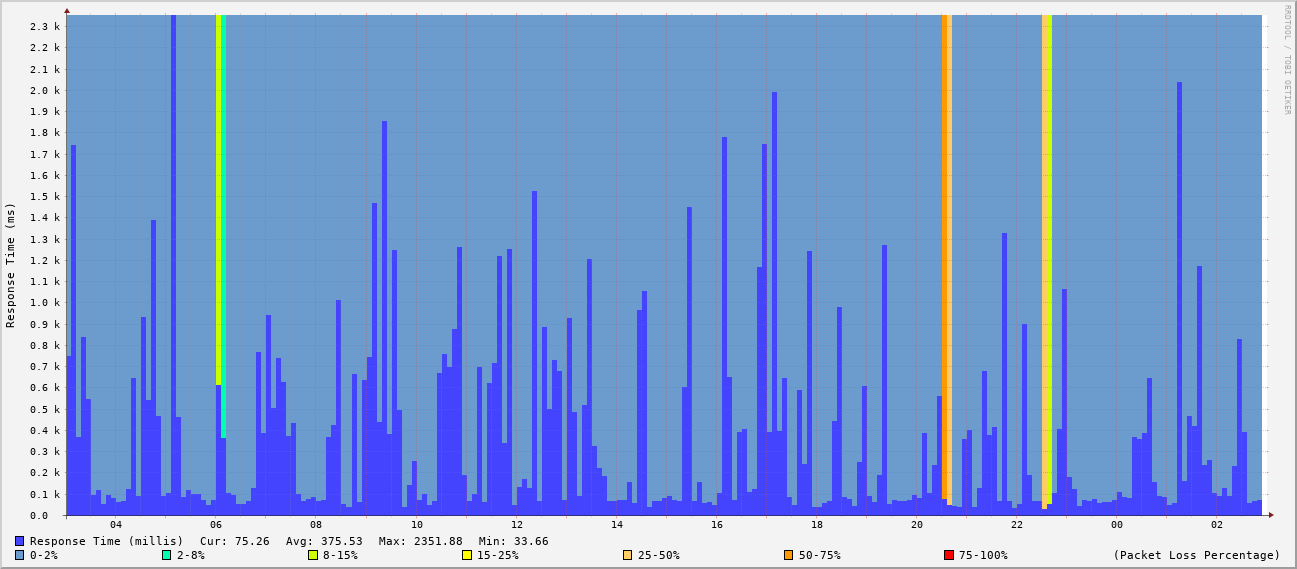 RRDTOOL / TOBI OETIKER
Response Time (ms)
2.3 k
2.2 k
2.1 k
2.0 k
1.9 k
1.8 k
1.7 k
1.6 k
1.5 k
1.4 k
1.3 k
1.2 k
1.1 k
1.0 k
0.9 k
0.8 k
0.7 k
0.6 k
0.5 k
0.4 k
0.3 k
0.2 k
0.1 k
0.0
04 06 08 10 12 14 16 18 20 22 00 02
Response Time (millis) Cur: 75.26 Avg: 375.53 Max: 2351.88 Min: 33.66
0-2% 2-8% 8-15% 15-25% 25-50% 50-75% 75-100% (Packet Loss Percentage)